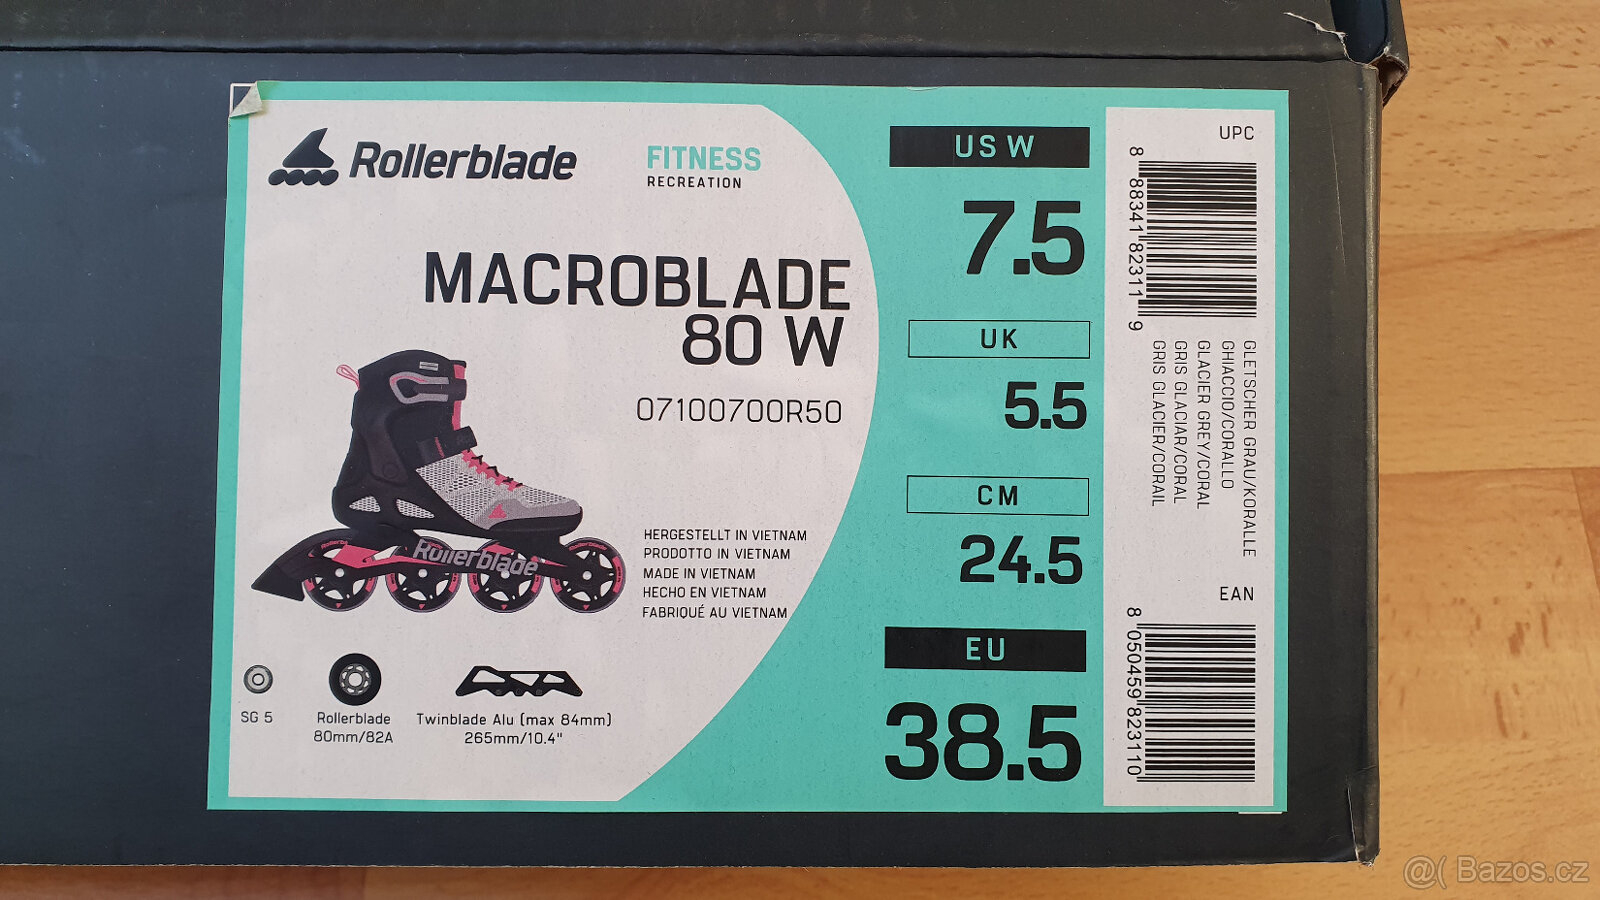 Rollerblade
FITNESS
RECREATION
MACROBLADE
80 W
07100700R50
Rollerblade
Rollerblade
Rollerblade
HERGESTELLT IN VIETNAM
PRODOTTO IN VIETNAM
MADE IN VIETNAM
HECHO EN VIETNAM
FABRIQUÉ AU VIETNAM
SG 5
Rollerblade
80mm/82A
Twinblade Alu (max 84mm)
265mm/10.4"
US W
7.5
UK
5.5
CM
24.5
EU
38.5
UPC
8 88341 82311 9
GLETSCHER GRAU/KORALLE
GHIACCIO/CORALLO
GLACIER GREY/CORAL
GRIS GLACIAR/CORAL
GRIS GLACIER/CORAIL
EAN
8 050459 823110
@( Bazos.cz